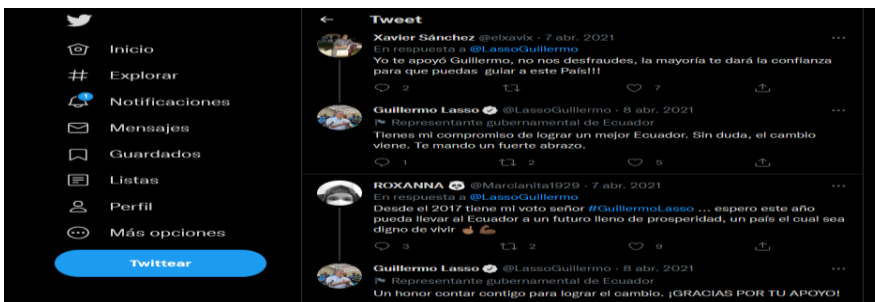 Inicio
Explorar
1
Notificaciones
Mensajes
Guardados
Listas
Perfil
Más opciones
Twittear
← Tweet
Xavier Sánchez @elxavix · 7 abr. 2021
En respuesta a @LassoGuillermo
Yo te apoyó Guillermo, no nos desfraudes, la mayoría te dará la confianza
para que puedas guiar a este País!!!
2 7
Guillermo Lasso @LassoGuillermo · 8 abr. 2021
Representante gubernamental de Ecuador
Tienes mi compromiso de lograr un mejor Ecuador. Sin duda, el cambio
viene. Te mando un fuerte abrazo.
1 2 5
ROXANNA @Marcianita1929 · 7 abr. 2021
En respuesta a @LassoGuillermo
Desde el 2017 tiene mi voto señor #GuillermoLasso ... espero este año
pueda llevar al Ecuador a un futuro lleno de prosperidad, un país el cual sea
digno de vivir ☝🏾 💪🏾
3 2 9
Guillermo Lasso @LassoGuillermo · 8 abr. 2021
Representante gubernamental de Ecuador
Un honor contar contigo para lograr el cambio. ¡GRACIAS POR TU APOYO!